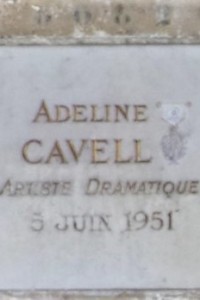 ADELINE
CAVELL
ARTISTE DRAMATIQUE
5 JUIN 1951